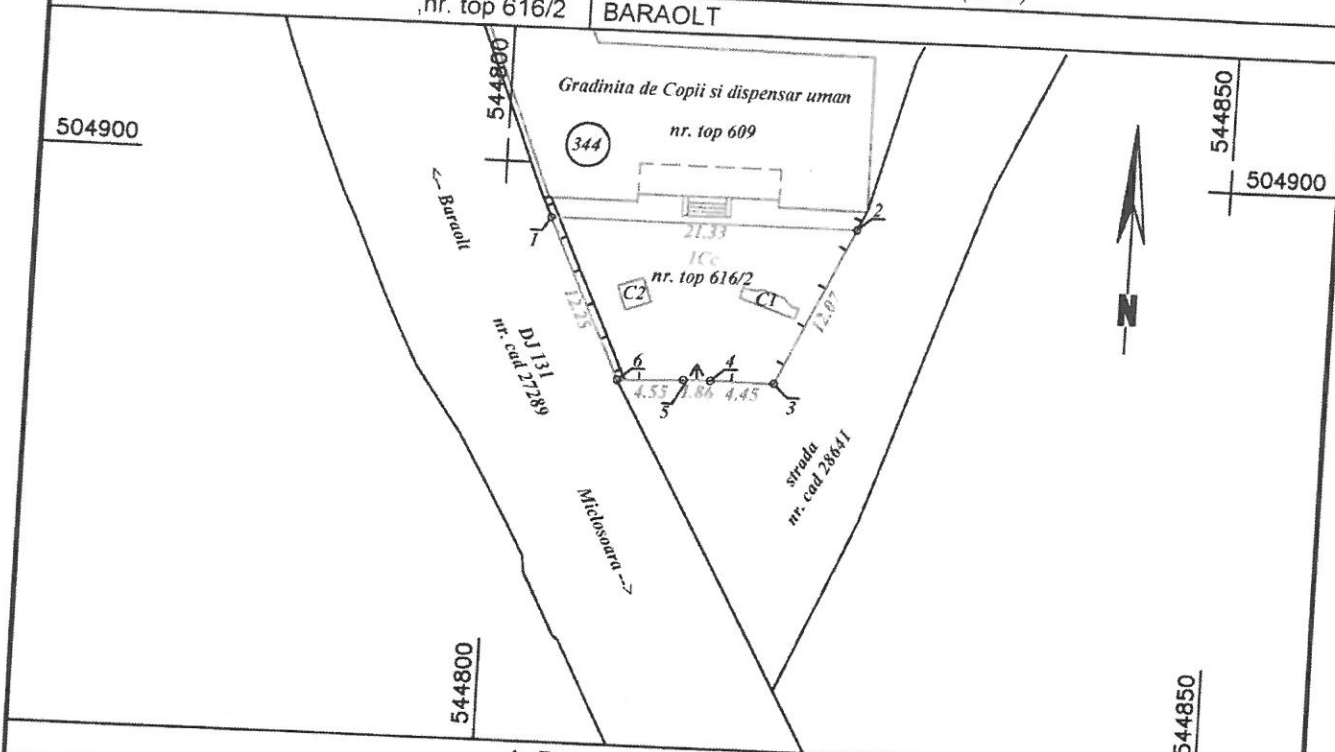 ,nr. top 616/2
BARAOLT
544800
544850
504900
504900
Gradinita de Copii si dispensar uman
nr. top 609
344
<-- Baraolt
1
2
21.33
1Cc
nr. top 616/2
C2
C1
12.25
12.07
DJ 131
nr. cad 27289
6
4
4.55
1.86
4.45
5
3
strada
nr. cad 28641
Miclosoara -->
N
544800
544850